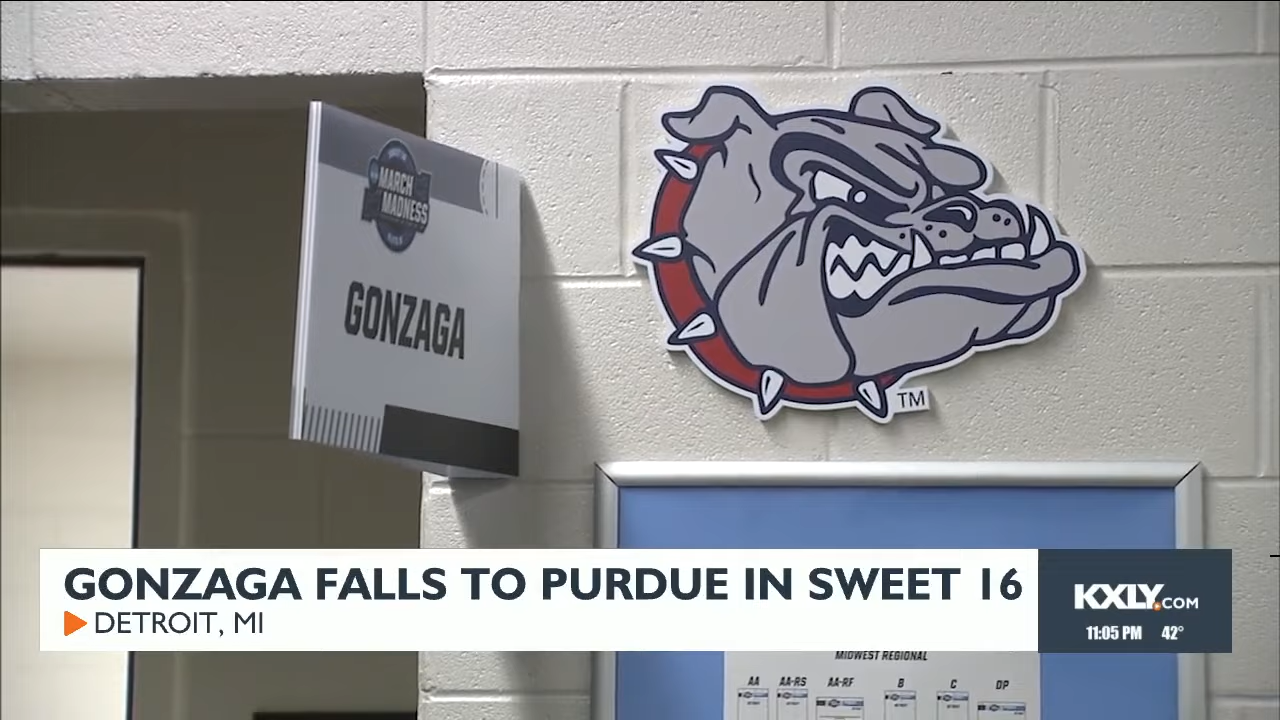 MARCH
MADNESS
GONZAGA
TM
GONZAGA FALLS TO PURDUE IN SWEET 16
DETROIT, MI
KXLY.COM
11:05 PM 42°
MIDWEST REGIONAL
AA AA-RS AA-RF B C DP